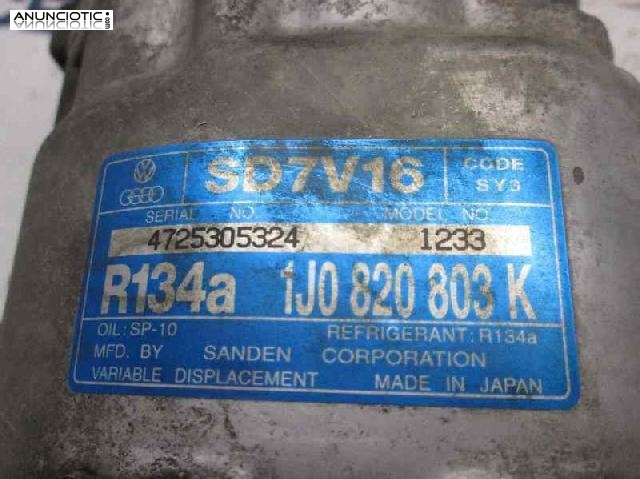 ANUNCIOTIC.com
SD7V16
CODE
SY3
SERIAL NO.
MODEL NO.
4725305324
1233
R134a 1J0 820 803 K
OIL: SP-10
REFRIGERANT: R134a
MFD. BY SANDEN CORPORATION
VARIABLE DISPLACEMENT
MADE IN JAPAN